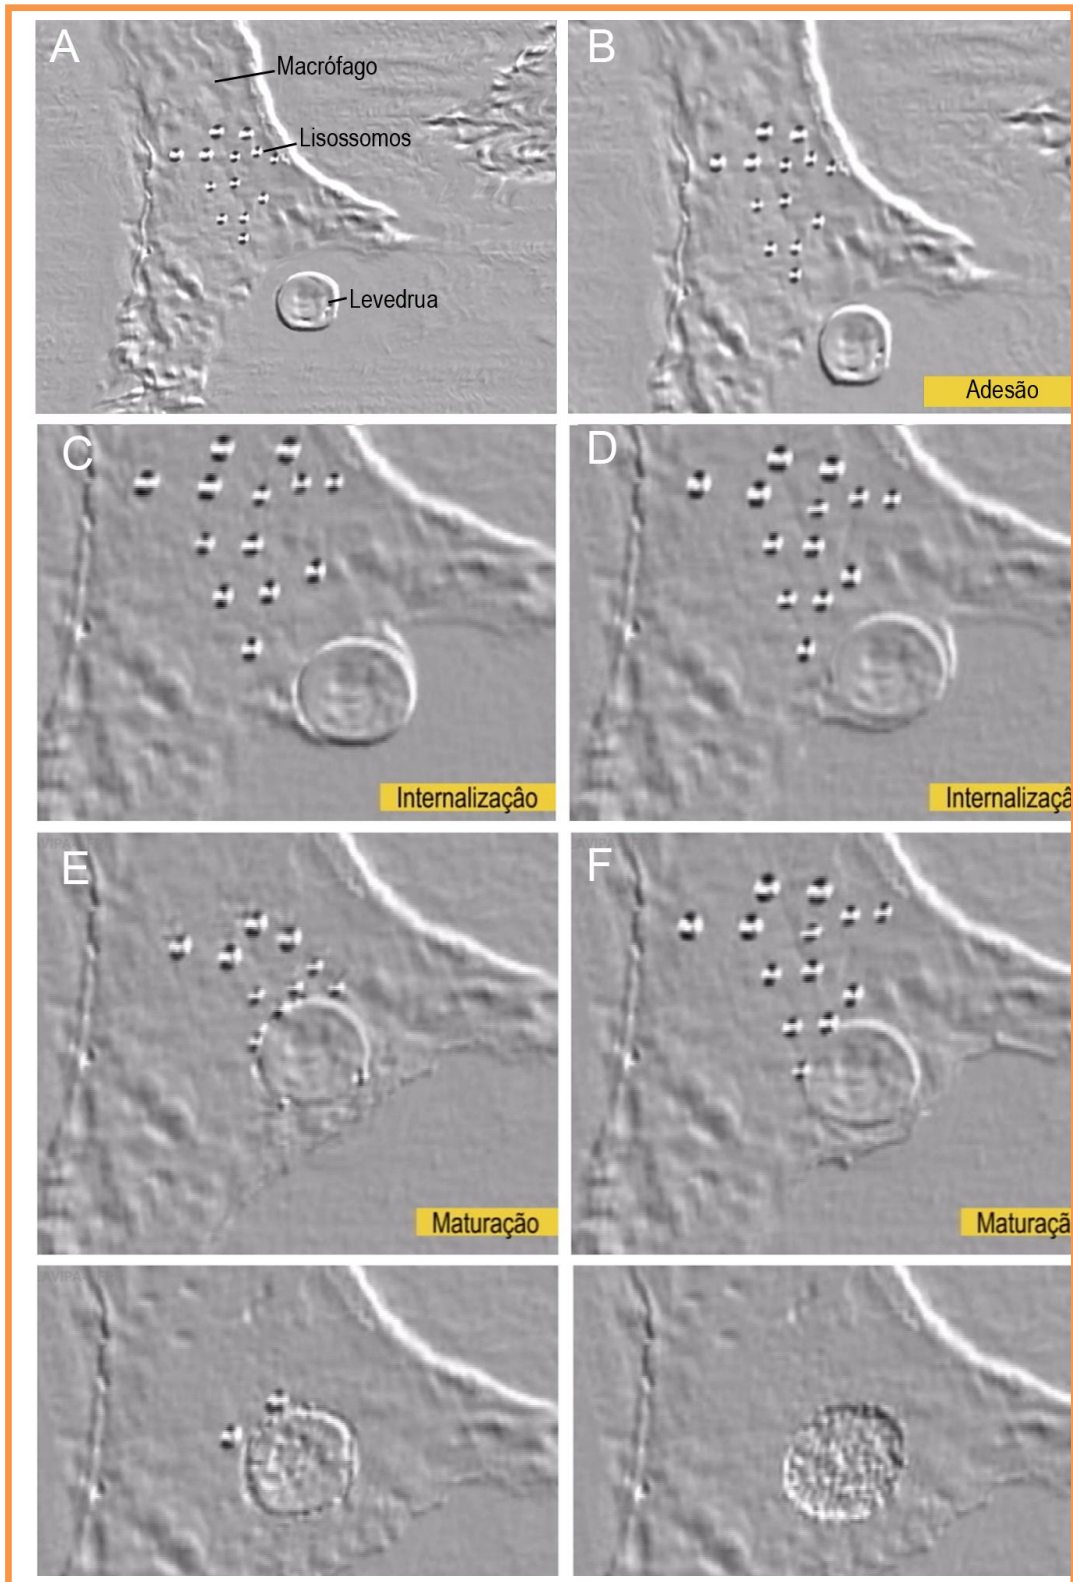 A
Macrófago
Lisossomos
Levedrua
B
Adesão
C
Internalizaçâo
D
Internalizaçâ
E
Maturação
F
Maturaçã